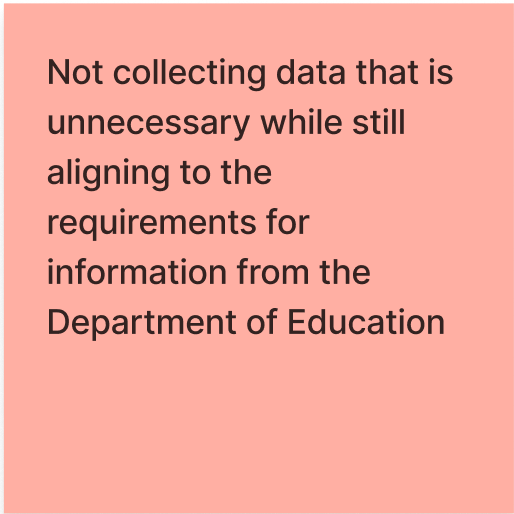 Not collecting data that is
unnecessary while still
aligning to the
requirements for
information from the
Department of Education